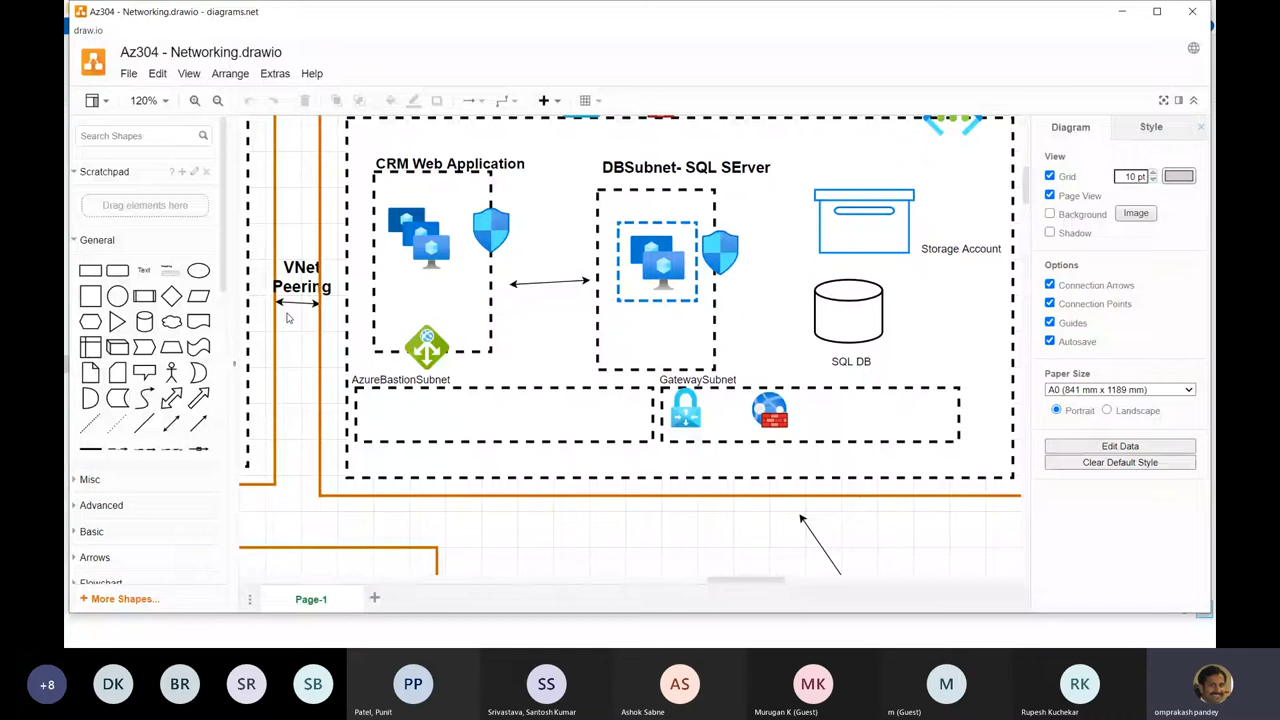 Az304 - Networking.drawio - diagrams.net
draw.io
Az304 - Networking.drawio
File Edit View Arrange Extras Help
120%
Search Shapes
Scratchpad
Drag elements here
General
Text
Misc
Advanced
Basic
Arrows
Flowchart
+ More Shapes...
VNet
Peering
CRM Web Application
DBSubnet- SQL SErver
Storage Account
SQL DB
AzureBastionSubnet
GatewaySubnet
Page-1
Diagram
Style
View
Grid
10 pt
Page View
Background
Image
Shadow
Options
Connection Arrows
Connection Points
Guides
Autosave
Paper Size
A0 (841 mm x 1189 mm)
Portrait
Landscape
Edit Data
Clear Default Style
+8
DK
BR
SR
SB
PP
SS
AS
MK
M
RK
Patel, Punit
Srivastava, Santosh Kumar
Ashok Sabne
Murugan K (Guest)
m (Guest)
Rupesh Kuchekar
omprakash pandey